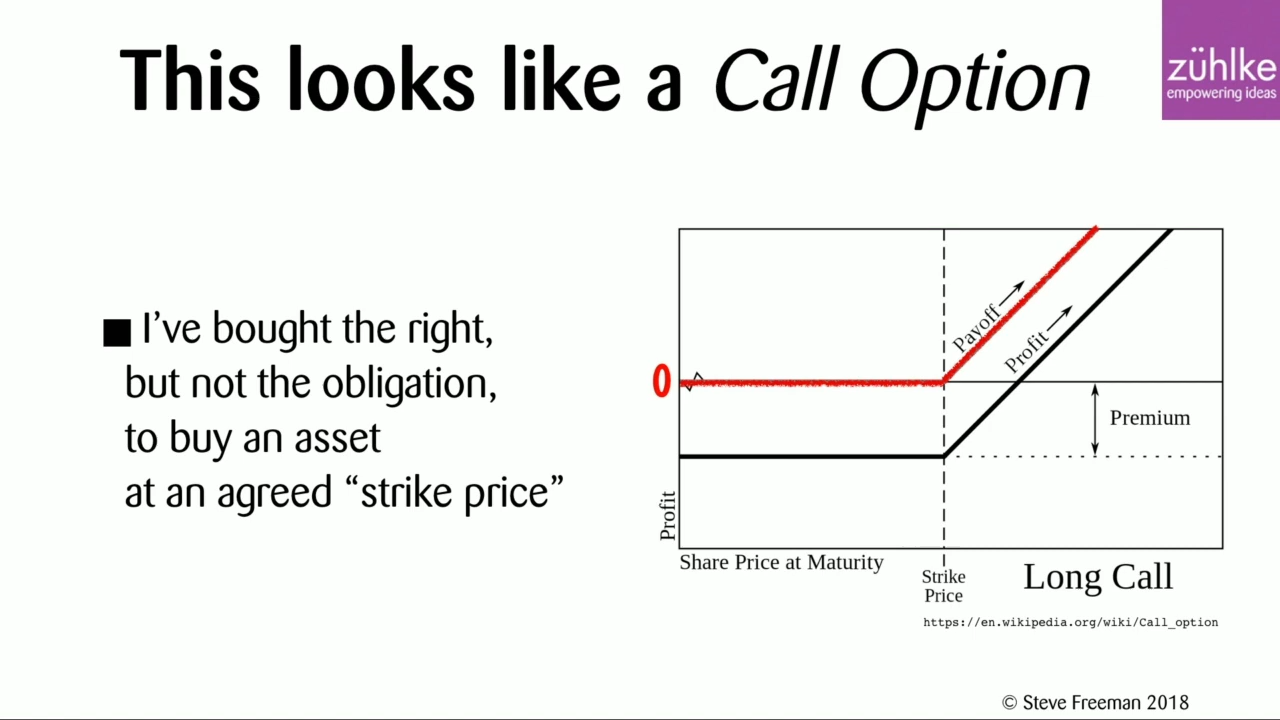 This looks like a Call Option
zühlke
empowering ideas
I’ve bought the right,
but not the obligation,
to buy an asset
at an agreed “strike price”
0
Payoff
Profit
Premium
Profit
Share Price at Maturity
Strike
Price
Long Call
https://en.wikipedia.org/wiki/Call_option
© Steve Freeman 2018